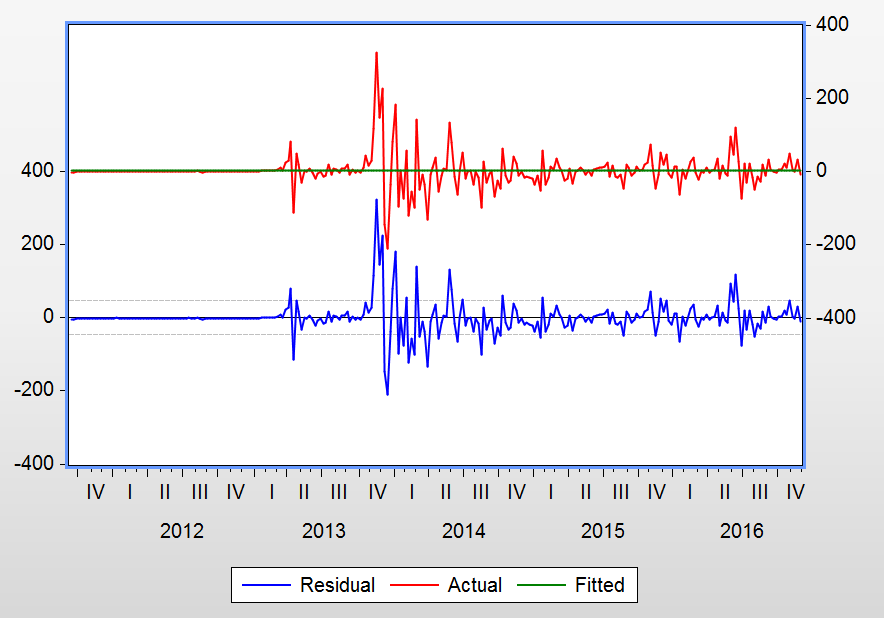 400
200
400 0
200 -200
0 -400
-200
-400
IV I II III IV I II III IV I II III IV I II III IV I II III IV
2012 2013 2014 2015 2016
Residual Actual Fitted